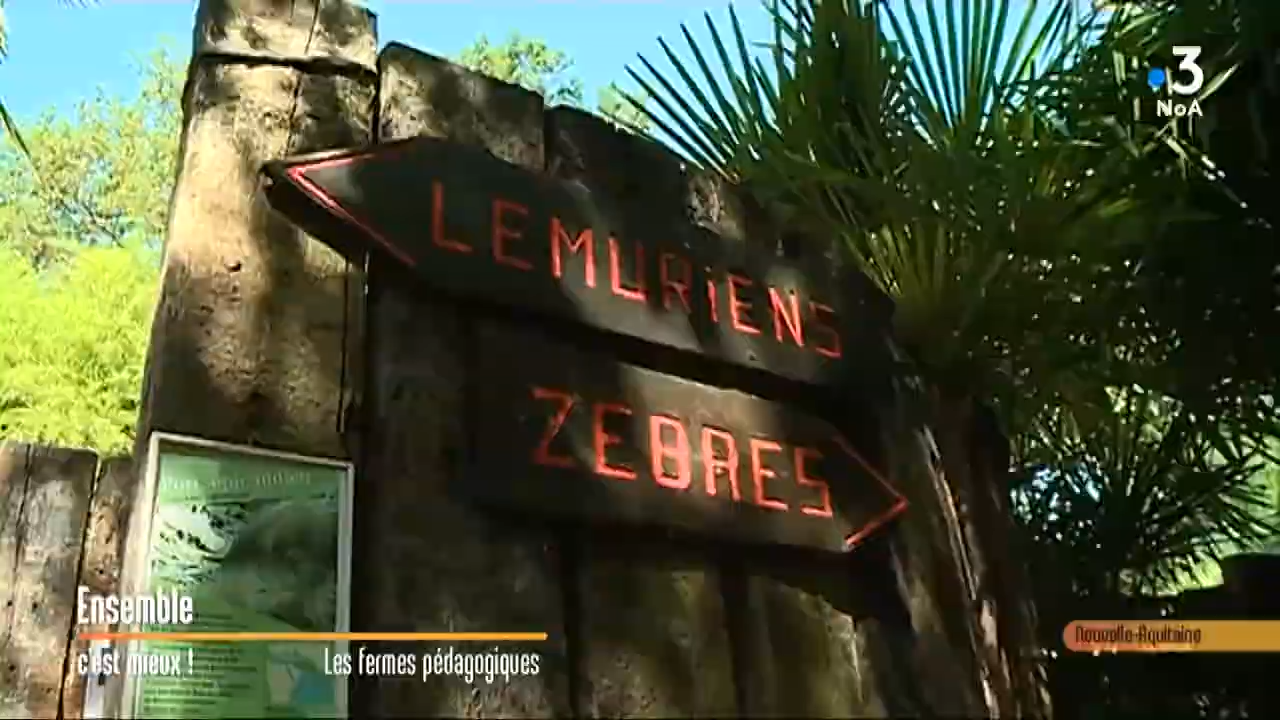 3
NoA
LEMURiENS
ZEBRES
Ensemble
c'est mieux !
Les fermes pédagogiques
Nouvelle-Aquitaine